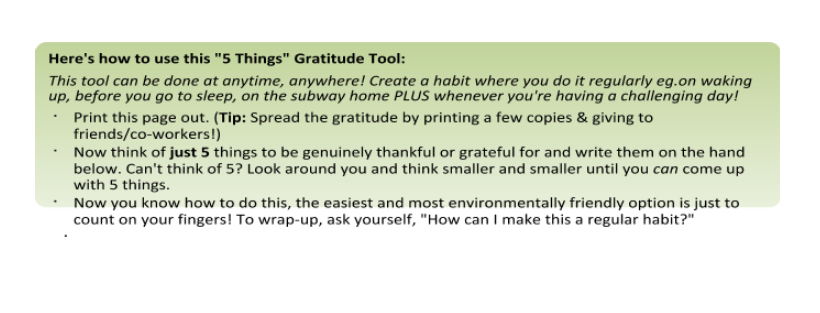 Here's how to use this "5 Things" Gratitude Tool:
This tool can be done at anytime, anywhere! Create a habit where you do it regularly eg.on waking
up, before you go to sleep, on the subway home PLUS whenever you're having a challenging day!
· Print this page out. (Tip: Spread the gratitude by printing a few copies & giving to
friends/co-workers!)
· Now think of just 5 things to be genuinely thankful or grateful for and write them on the hand
below. Can't think of 5? Look around you and think smaller and smaller until you can come up
with 5 things.
· Now you know how to do this, the easiest and most environmentally friendly option is just to
count on your fingers! To wrap-up, ask yourself, "How can I make this a regular habit?"
·